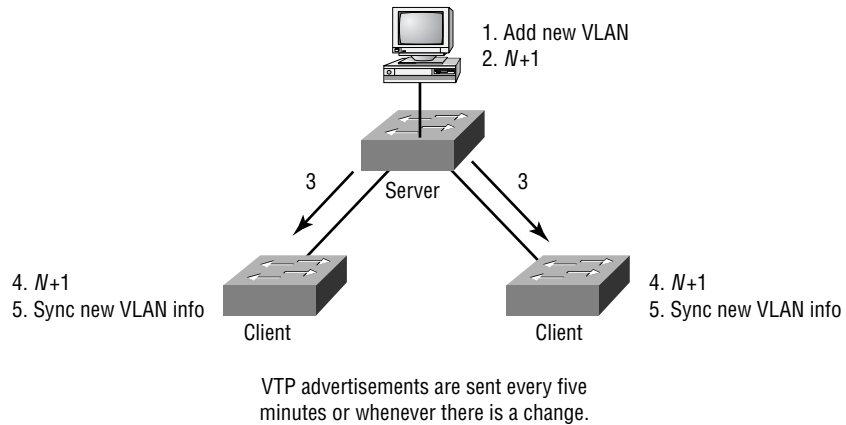 1. Add new VLAN
2. N+1
3
3
Server
4. N+1
5. Sync new VLAN info
Client
4. N+1
5. Sync new VLAN info
Client
VTP advertisements are sent every five
minutes or whenever there is a change.